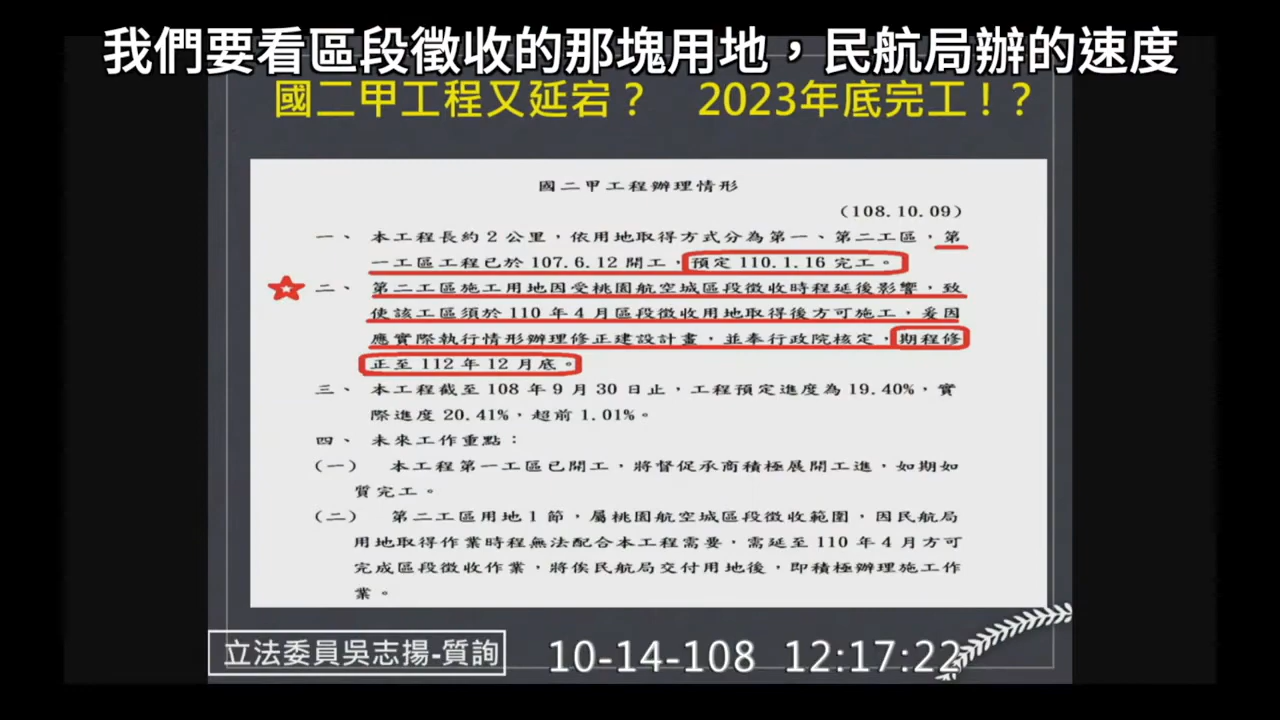 我們要看區段徵收的那塊用地，民航局辦的速度
國二甲工程又延宕？ 2023年底完工！？
國二甲工程辦理情形
（108.10.09）
一、 本工程長約2公里，依用地取得方式分為第一、第二工區，第
一工區工程已於107.6.12開工，預定110.1.16完工。
二、 第二工區施工用地因受桃園航空城區段徵收時程延後影響，致
使該工區須於110年4月區段徵收用地取得後方可施工，爰因
應實際執行情形辦理修正建設計畫，並奉行政院核定，期程修
正至112年12月底。
三、 本工程截至108年9月30日止，工程預定進度為19.40%，實
際進度20.41%，超前1.01%。
四、 未來工作重點：
（一） 本工程第一工區已開工，將督促承商積極展開工進，如期如
質完工。
（二） 第二工區用地1節，屬桃園航空城區段徵收範圍，因民航局
用地取得作業時程無法配合本工程需要，需延至110年4月方可
完成區段徵收作業，將俟民航局交付用地後，即積極辦理施工作
業。
立法委員吳志揚-質詢
10-14-108 12:17:22